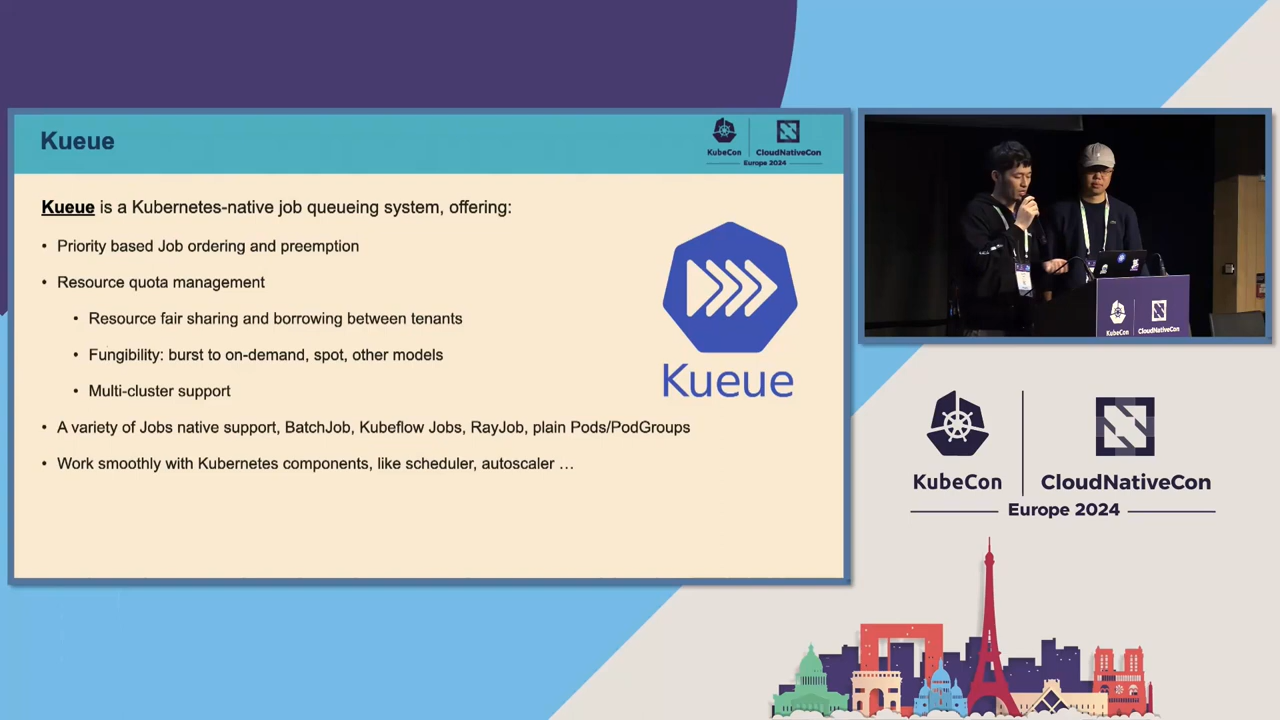 Kueue
KubeCon
CloudNativeCon
Europe 2024
Kueue is a Kubernetes-native job queueing system, offering:
• Priority based Job ordering and preemption
• Resource quota management
• Resource fair sharing and borrowing between tenants
• Fungibility: burst to on-demand, spot, other models
• Multi-cluster support
• A variety of Jobs native support, BatchJob, Kubeflow Jobs, RayJob, plain Pods/PodGroups
• Work smoothly with Kubernetes components, like scheduler, autoscaler …
Kueue
KubeCon
CloudNativeCon
KubeCon
CloudNativeCon
Europe 2024